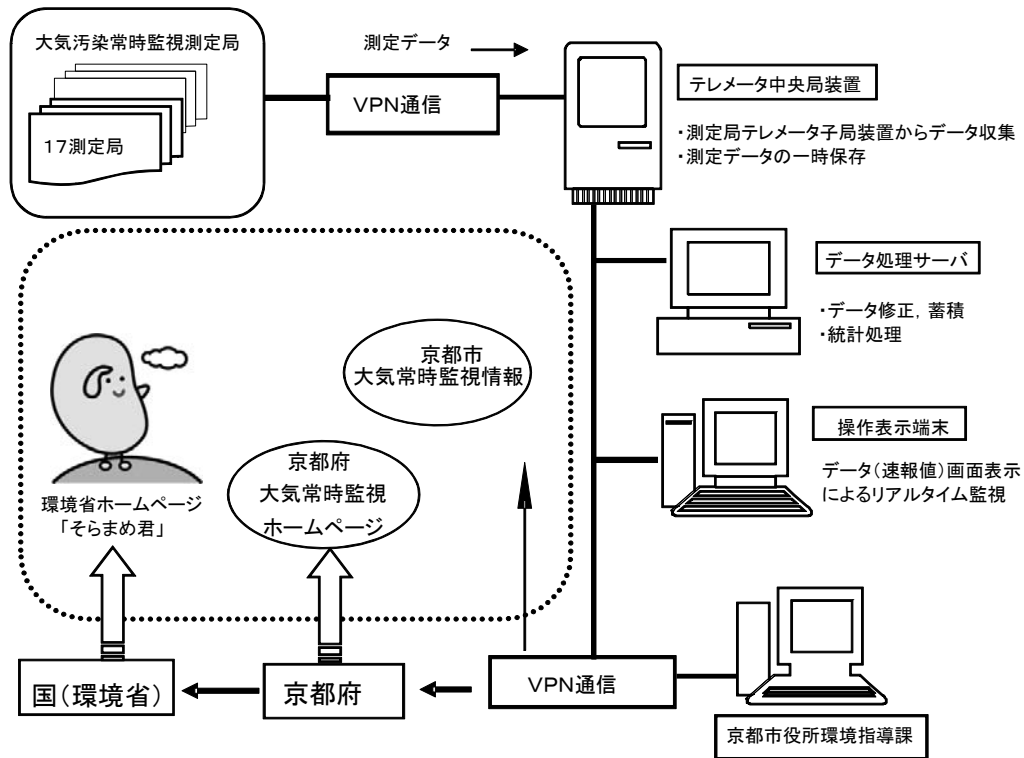 大気汚染常時監視測定局
17測定局
測定データ
VPN通信
テレメータ中央局装置
・測定局テレメータ子局装置からデータ収集
・測定データの一時保存
データ処理サーバ
・データ修正，蓄積
・統計処理
京都市
大気常時監視情報
操作表示端末
データ（速報値）画面表示
によるリアルタイム監視
京都府
大気常時監視
ホームページ
環境省ホームページ
「そらまめ君」
国（環境省）
京都府
VPN通信
京都市役所環境指導課